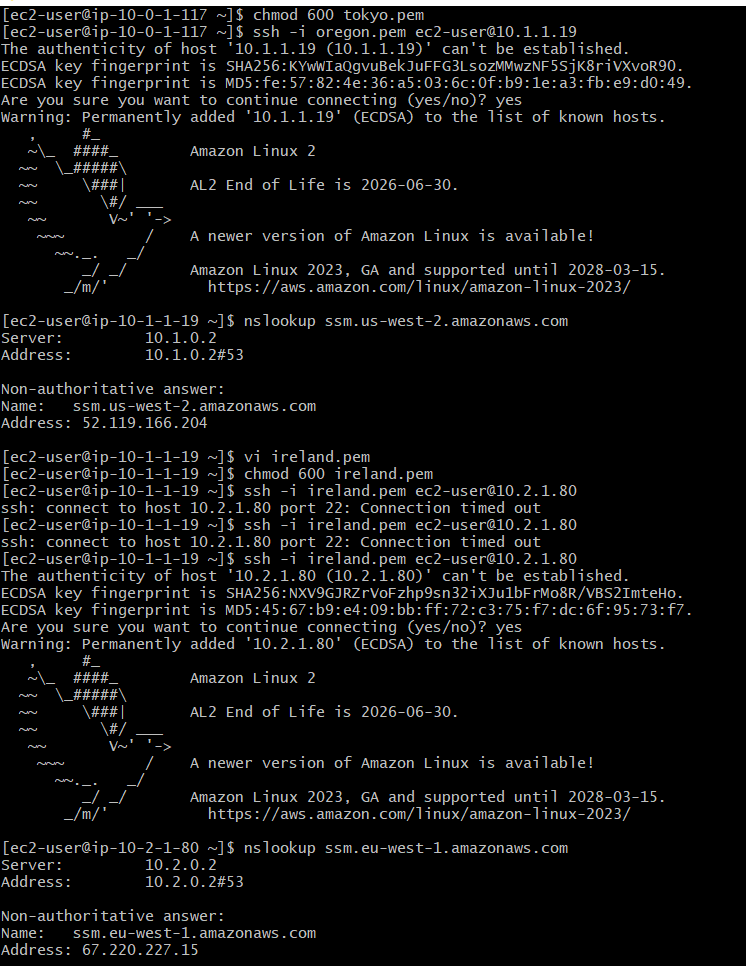 [ec2-user@ip-10-0-1-117 ~]$ chmod 600 tokyo.pem
[ec2-user@ip-10-0-1-117 ~]$ ssh -i oregon.pem ec2-user@10.1.1.19
The authenticity of host '10.1.1.19 (10.1.1.19)' can't be established.
ECDSA key fingerprint is SHA256:KYwWIaQgvuBekJuFFG3LsozMMwzNF5SjK8riVXvoR90.
ECDSA key fingerprint is MD5:fe:57:82:4e:36:a5:03:6c:0f:b9:1e:a3:fb:e9:d0:49.
Are you sure you want to continue connecting (yes/no)? yes
Warning: Permanently added '10.1.1.19' (ECDSA) to the list of known hosts.
   ,     #_
   ~\_  ####_        Amazon Linux 2
  ~~  \_#####\
  ~~     \###|       AL2 End of Life is 2026-06-30.
  ~~       \#/ ___
   ~~       V~' '->
    ~~~         /    A newer version of Amazon Linux is available!
      ~~._.   _/
         _/ _/       Amazon Linux 2023, GA and supported until 2028-03-15.
       _/m/'           https://aws.amazon.com/linux/amazon-linux-2023/
[ec2-user@ip-10-1-1-19 ~]$ nslookup ssm.us-west-2.amazonaws.com
Server:         10.1.0.2
Address:        10.1.0.2#53
Non-authoritative answer:
Name:   ssm.us-west-2.amazonaws.com
Address: 52.119.166.204
[ec2-user@ip-10-1-1-19 ~]$ vi ireland.pem
[ec2-user@ip-10-1-1-19 ~]$ chmod 600 ireland.pem
[ec2-user@ip-10-1-1-19 ~]$ ssh -i ireland.pem ec2-user@10.2.1.80
ssh: connect to host 10.2.1.80 port 22: Connection timed out
[ec2-user@ip-10-1-1-19 ~]$ ssh -i ireland.pem ec2-user@10.2.1.80
ssh: connect to host 10.2.1.80 port 22: Connection timed out
[ec2-user@ip-10-1-1-19 ~]$ ssh -i ireland.pem ec2-user@10.2.1.80
The authenticity of host '10.2.1.80 (10.2.1.80)' can't be established.
ECDSA key fingerprint is SHA256:NXV9GJRZrVoFzhp9sn32iXJu1bFrMo8R/VBS2ImteHo.
ECDSA key fingerprint is MD5:45:67:b9:e4:09:bb:ff:72:c3:75:f7:dc:6f:95:73:f7.
Are you sure you want to continue connecting (yes/no)? yes
Warning: Permanently added '10.2.1.80' (ECDSA) to the list of known hosts.
   ,     #_
   ~\_  ####_        Amazon Linux 2
  ~~  \_#####\
  ~~     \###|       AL2 End of Life is 2026-06-30.
  ~~       \#/ ___
   ~~       V~' '->
    ~~~         /    A newer version of Amazon Linux is available!
      ~~._.   _/
         _/ _/       Amazon Linux 2023, GA and supported until 2028-03-15.
       _/m/'           https://aws.amazon.com/linux/amazon-linux-2023/
[ec2-user@ip-10-2-1-80 ~]$ nslookup ssm.eu-west-1.amazonaws.com
Server:         10.2.0.2
Address:        10.2.0.2#53
Non-authoritative answer:
Name:   ssm.eu-west-1.amazonaws.com
Address: 67.220.227.15